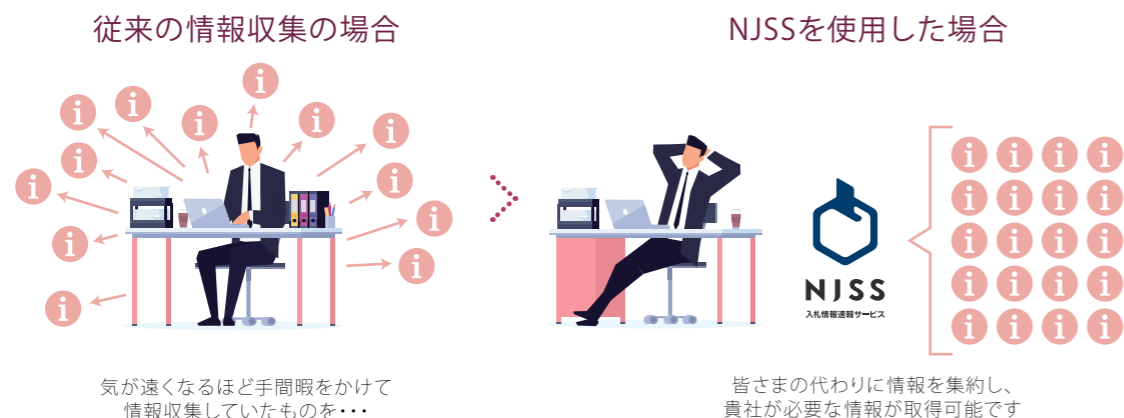 従来の情報収集の場合
NJSSを使用した場合
NJSS
入札情報速報サービス
気が遠くなるほど手間暇をかけて
情報収集していたものを・・・
皆さまの代わりに情報を集約し、
貴社が必要な情報が取得可能です